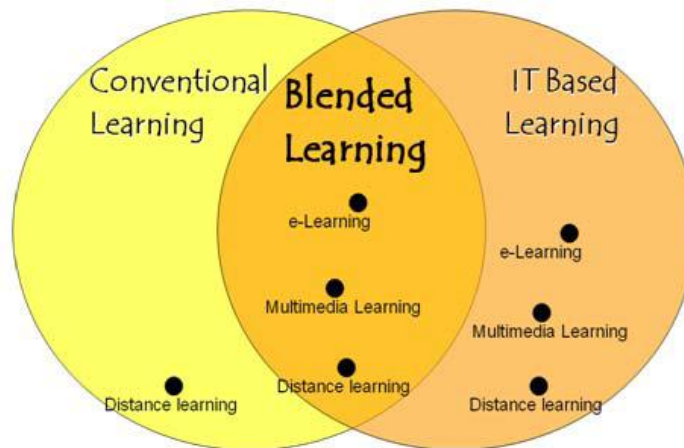 Conventional
Learning
Blended
Learning
IT Based
Learning
e-Learning
e-Learning
Multimedia Learning
Multimedia Learning
Distance learning
Distance learning
Distance learning